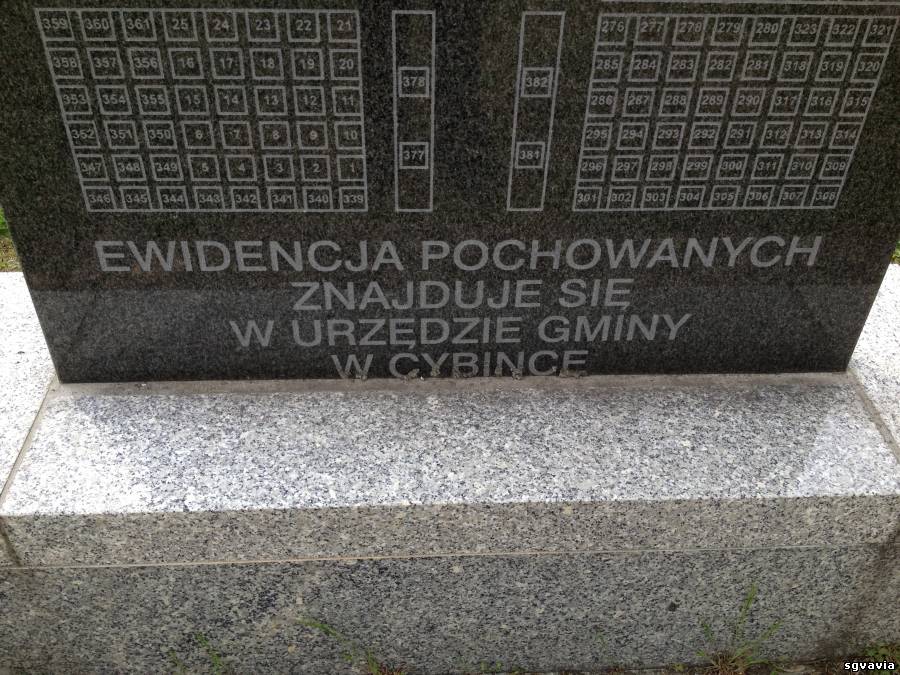 359 360 361 25 24 23 22 21
358 357 356 16 17 18 19 20
353 354 355 15 14 13 12 11
352 351 350 6 7 8 9 10
347 348 349 5 4 3 2 1
346 345 344 343 342 341 340 339
378
377
382
381
276 277 278 279 280 323 322 321
285 284 283 282 281 318 319 320
286 287 288 289 290 317 316 315
295 294 293 292 291 312 313 314
296 297 298 299 300 311 310 309
301 302 303 304 305 306 307 308
EWIDENCJA POCHOWANYCH
ZNAJDUJE SIĘ
W URZĘDZIE GMINY
W CYBINCE
sgvavia